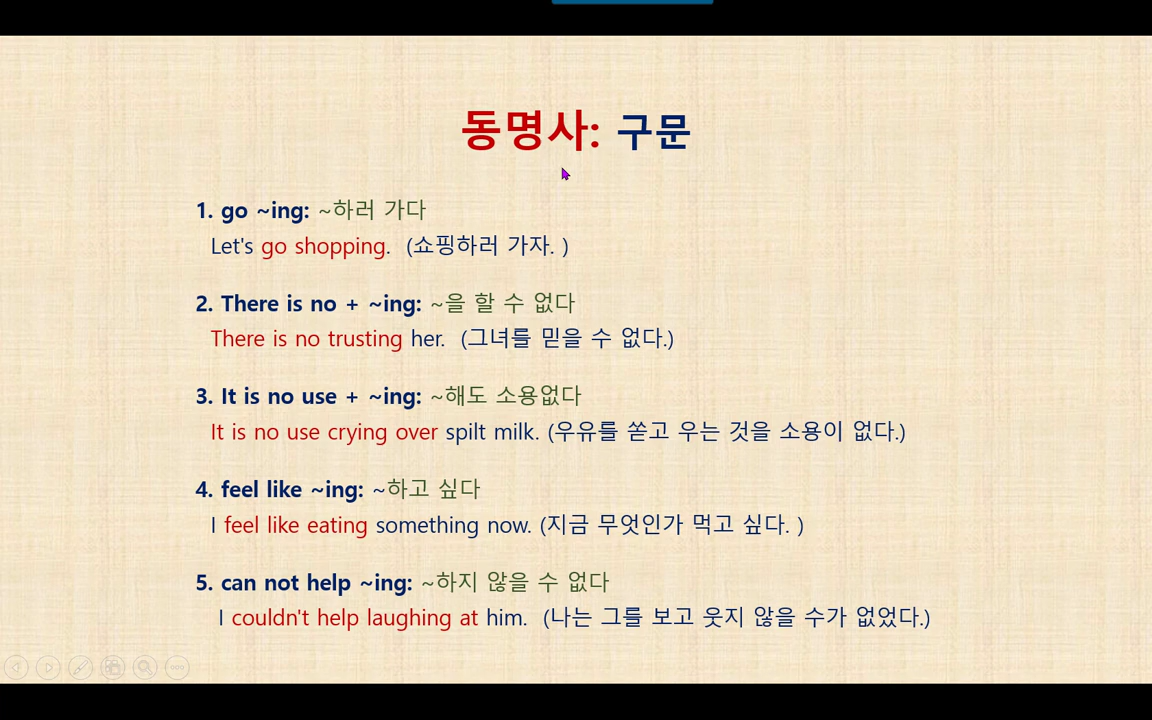 동명사: 구문
1. go ~ing: ~하러 가다
Let's go shopping. (쇼핑하러 가자. )
2. There is no + ~ing: ~을 할 수 없다
There is no trusting her. (그녀를 믿을 수 없다.)
3. It is no use + ~ing: ~해도 소용없다
It is no use crying over spilt milk. (우유를 쏟고 우는 것을 소용이 없다.)
4. feel like ~ing: ~하고 싶다
I feel like eating something now. (지금 무엇인가 먹고 싶다. )
5. can not help ~ing: ~하지 않을 수 없다
I couldn't help laughing at him. (나는 그를 보고 웃지 않을 수가 없었다.)